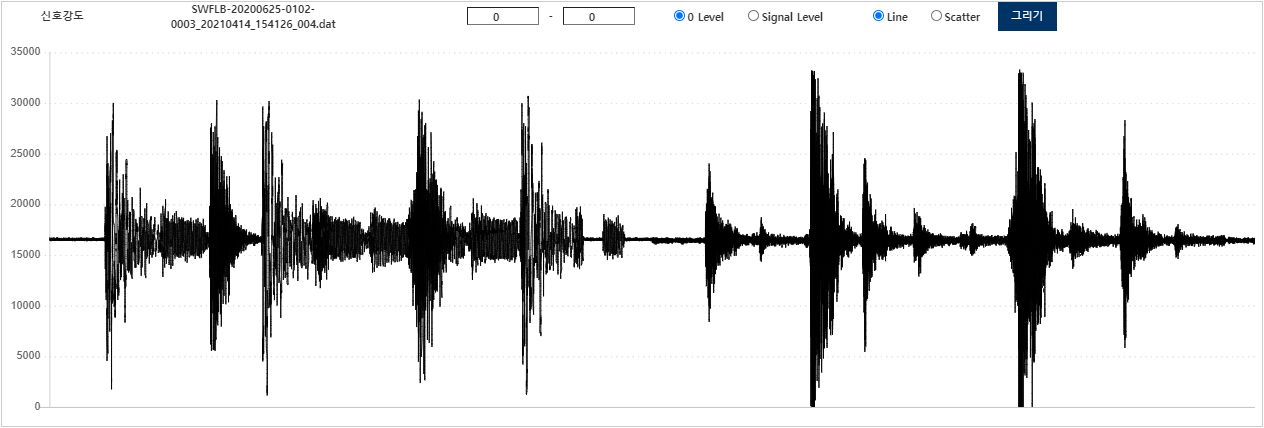 신호강도
SWFLB-20200625-0102-
0003_20210414_154126_004.dat
0 - 0
0 Level Signal Level
Line Scatter
그리기
35000
30000
25000
20000
15000
10000
5000
0